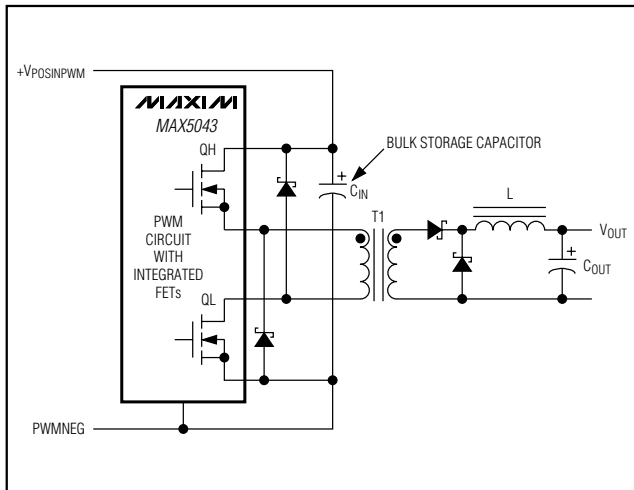 +VPOSINPWM
MAXIM
MAX5043
QH
BULK STORAGE CAPACITOR
+
CIN
T1
L
VOUT
PWM
CIRCUIT
WITH
INTEGRATED
FETs
+
COUT
QL
PWMNEG